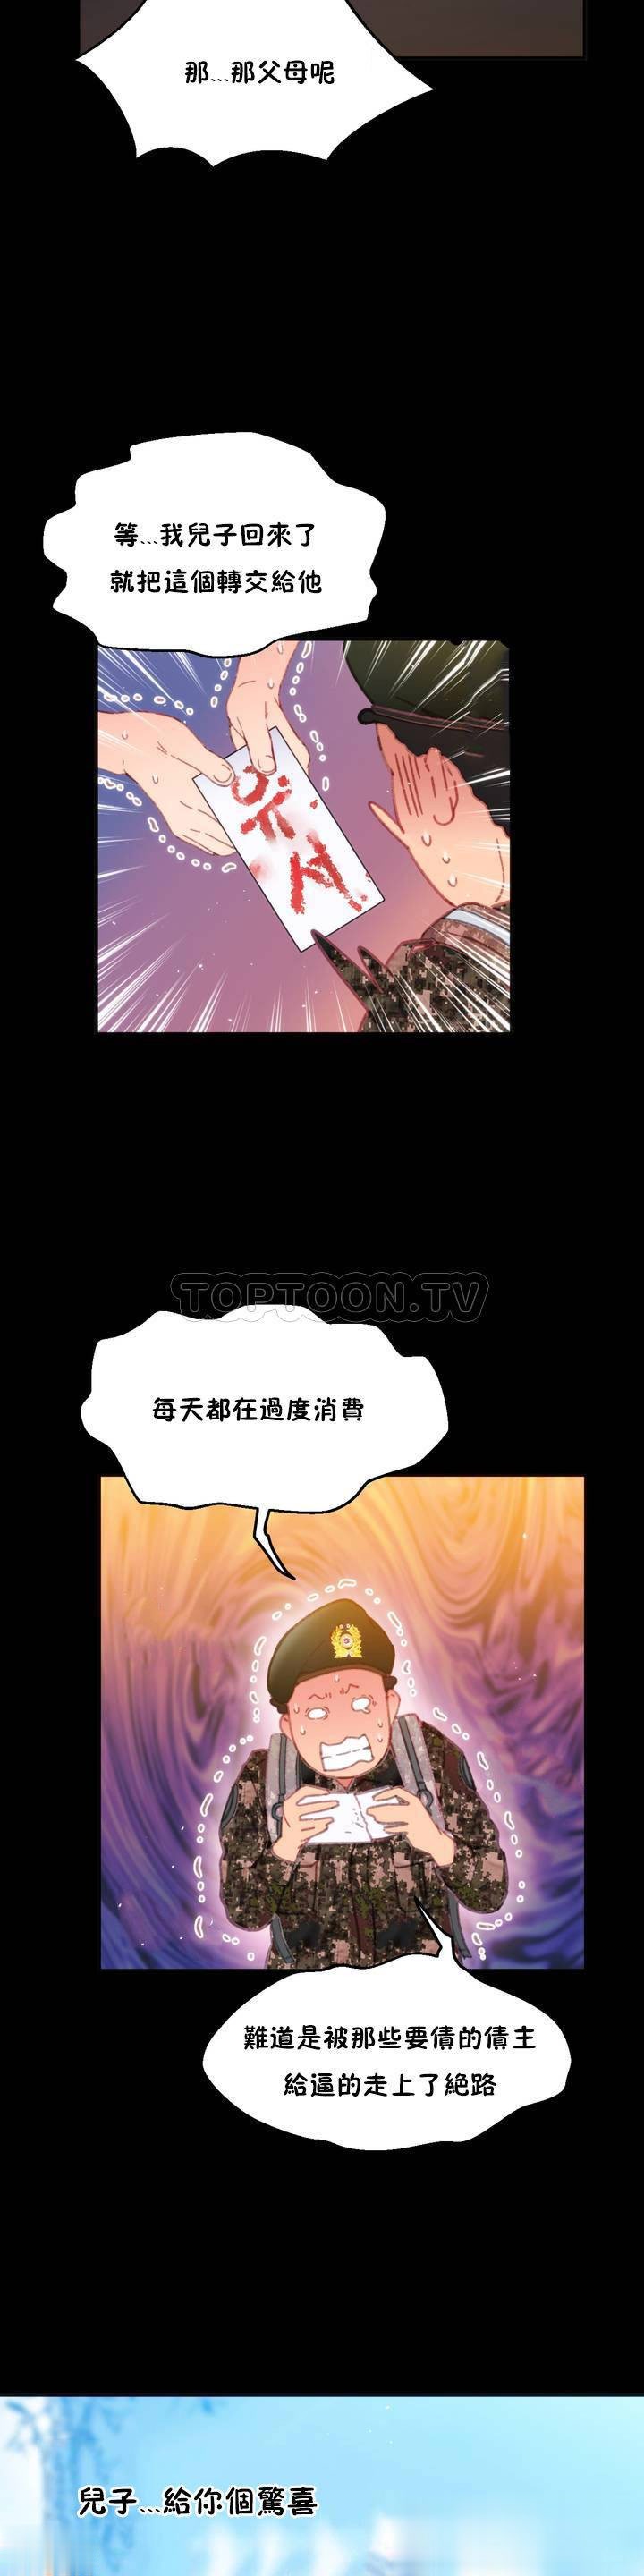 那...那父母呢
等...我兒子回來了
就把這個轉交給他
유서
TOPTOON.TV
每天都在過度消費
難道是被那些要債的債主
給逼的走上了絕路
兒子...給你個驚喜